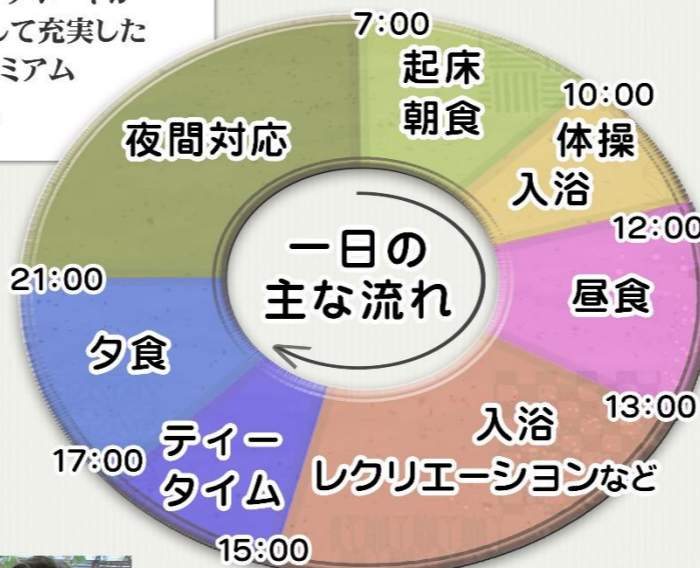 して充実した
ミアム
7:00
起床
朝食
10:00
体操
入浴
12:00
昼食
13:00
入浴
レクリエーションなど
15:00
ティー
タイム
17:00
夕食
21:00
夜間対応
一日の
主な流れ